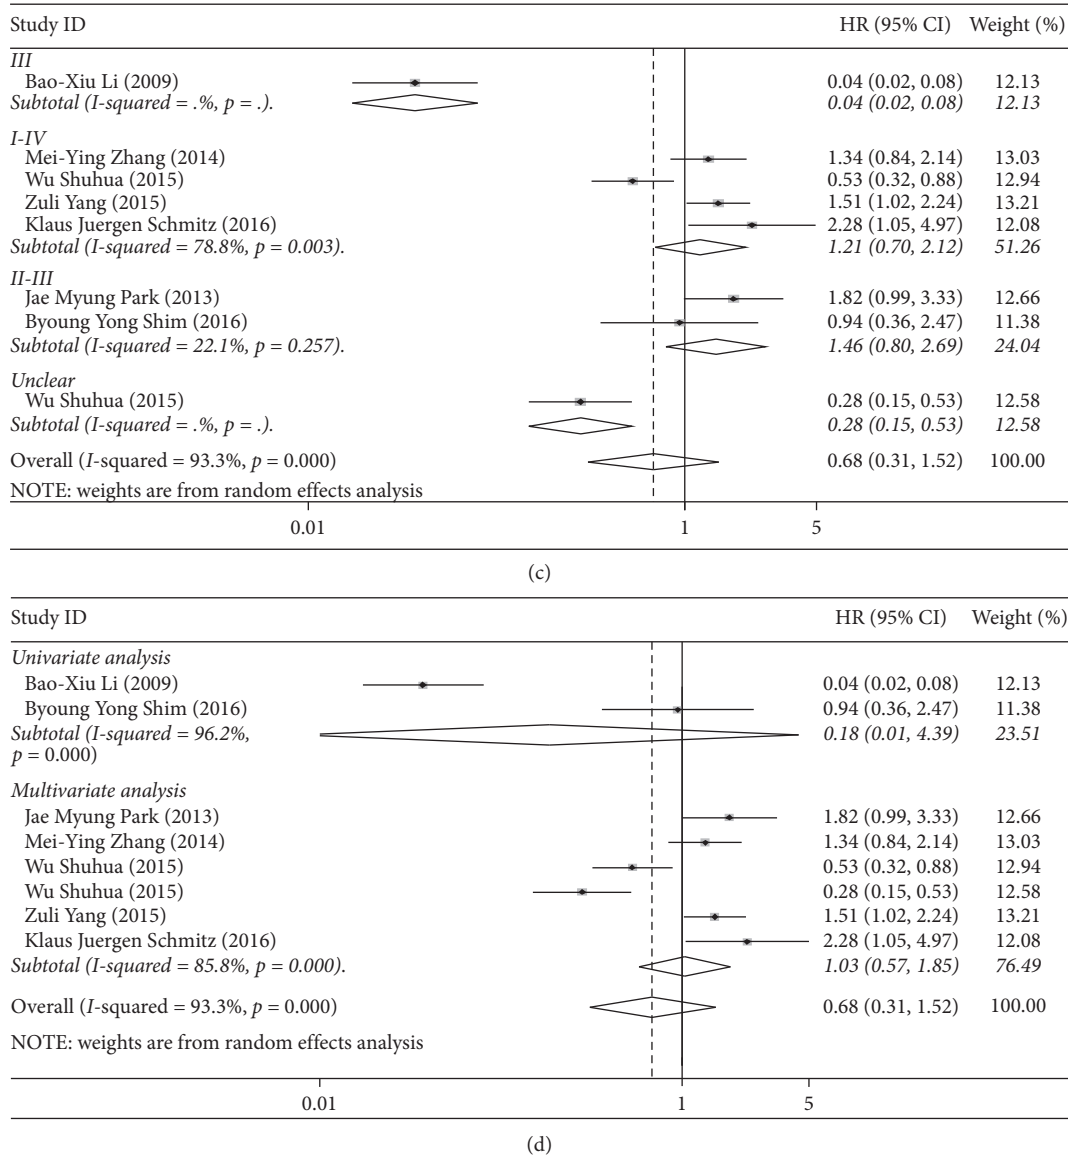 Study ID HR (95% CI) Weight (%)
III
Bao-Xiu Li (2009) 0.04 (0.02, 0.08) 12.13
Subtotal (I-squared = .%, p = .). 0.04 (0.02, 0.08) 12.13
I-IV
Mei-Ying Zhang (2014) 1.34 (0.84, 2.14) 13.03
Wu Shuhua (2015) 0.53 (0.32, 0.88) 12.94
Zuli Yang (2015) 1.51 (1.02, 2.24) 13.21
Klaus Juergen Schmitz (2016) 2.28 (1.05, 4.97) 12.08
Subtotal (I-squared = 78.8%, p = 0.003). 1.21 (0.70, 2.12) 51.26
II-III
Jae Myung Park (2013) 1.82 (0.99, 3.33) 12.66
Byoung Yong Shim (2016) 0.94 (0.36, 2.47) 11.38
Subtotal (I-squared = 22.1%, p = 0.257). 1.46 (0.80, 2.69) 24.04
Unclear
Wu Shuhua (2015) 0.28 (0.15, 0.53) 12.58
Subtotal (I-squared = .%, p = .). 0.28 (0.15, 0.53) 12.58
Overall (I-squared = 93.3%, p = 0.000) 0.68 (0.31, 1.52) 100.00
NOTE: weights are from random effects analysis
0.01 1 5
(c)
Study ID HR (95% CI) Weight (%)
Univariate analysis
Bao-Xiu Li (2009) 0.04 (0.02, 0.08) 12.13
Byoung Yong Shim (2016) 0.94 (0.36, 2.47) 11.38
Subtotal (I-squared = 96.2%, 0.18 (0.01, 4.39) 23.51
p = 0.000)
Multivariate analysis
Jae Myung Park (2013) 1.82 (0.99, 3.33) 12.66
Mei-Ying Zhang (2014) 1.34 (0.84, 2.14) 13.03
Wu Shuhua (2015) 0.53 (0.32, 0.88) 12.94
Wu Shuhua (2015) 0.28 (0.15, 0.53) 12.58
Zuli Yang (2015) 1.51 (1.02, 2.24) 13.21
Klaus Juergen Schmitz (2016) 2.28 (1.05, 4.97) 12.08
Subtotal (I-squared = 85.8%, p = 0.000). 1.03 (0.57, 1.85) 76.49
Overall (I-squared = 93.3%, p = 0.000) 0.68 (0.31, 1.52) 100.00
NOTE: weights are from random effects analysis
0.01 1 5
(d)